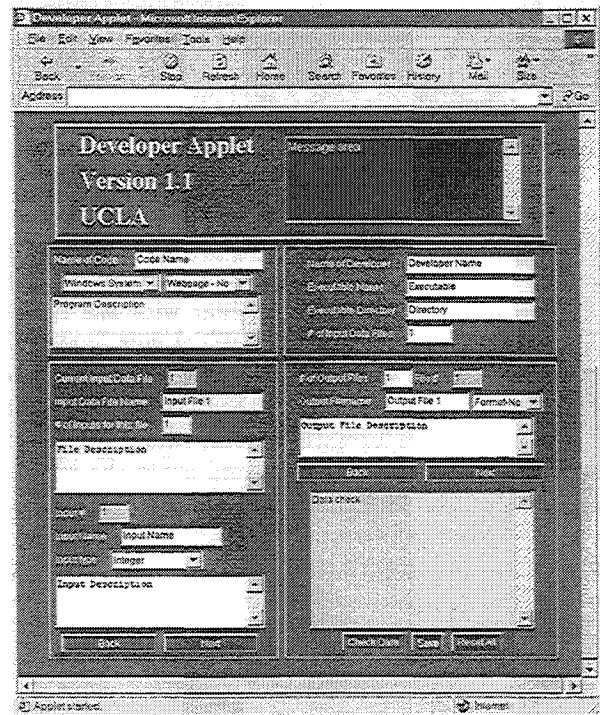 Developer Applet - Microsoft Internet Explorer
File Edit View Favorites Tools Help
Back Stop Refresh Home Search Favorites History Mail Size
Address Go
Developer Applet
Version 1.1
UCLA
Message area
Name of Code Code Name
Windows System Webpage - No
Program Description
Name of Developer Developer Name
Executable Name Executable
Executable Directory Directory
# of Input Data Files 1
Current Input Data File 1
Input Data File Name Input File 1
# of Inputs for this file 1
File Description
Input # 1
Input Name Input Name
Input type Integer
Input Description
Back Next
# of Output Files 1
Output File 1 Format-No
Output File Description
Back Next
Data check
Check Data Save
Applet started.
Internet